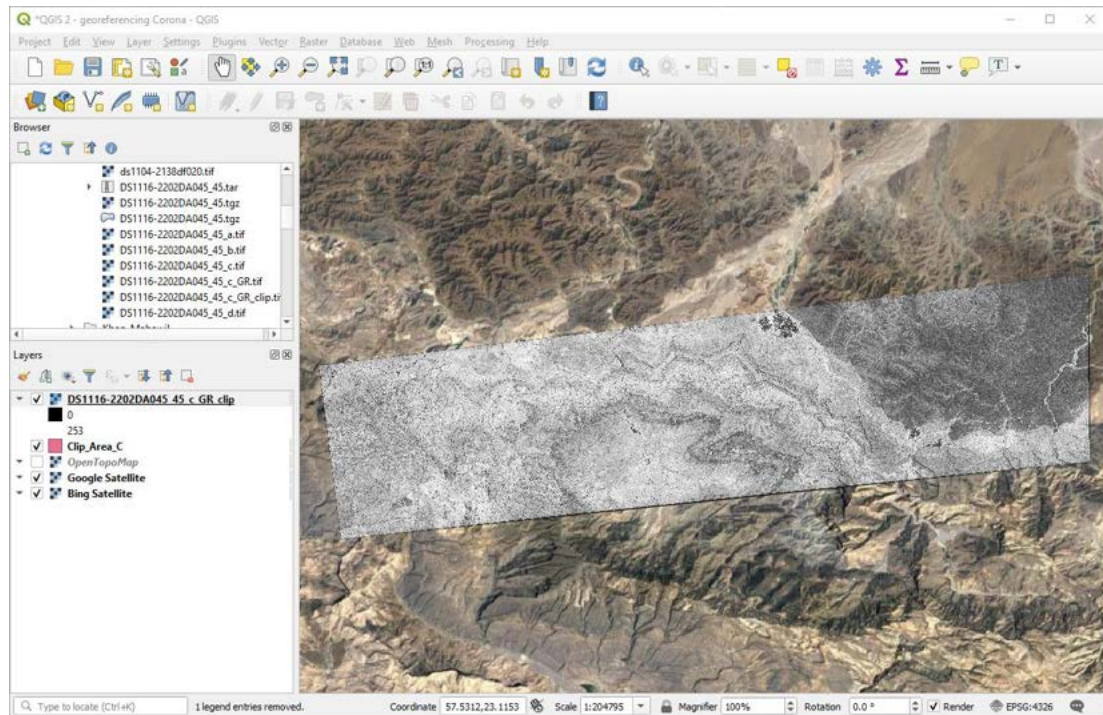 *QGIS 2 - georeferencing Corona - QGIS
Project Edit View Layer Settings Plugins Vector Raster Database Web Mesh Processing Help
Browser
ds1104-2138df020.tif
DS1116-2202DA045_45.tar
DS1116-2202DA045_45.tgz
DS1116-2202DA045_45.tgz
DS1116-2202DA045_45_a.tif
DS1116-2202DA045_45_b.tif
DS1116-2202DA045_45_c.tif
DS1116-2202DA045_45_c_GR.tif
DS1116-2202DA045_45_c_GR_clip.ti
DS1116-2202DA045_45_d.tif
Layers
DS1116-2202DA045_45_c_GR_clip
0
253
Clip_Area_C
OpenTopoMap
Google Satellite
Bing Satellite
Type to locate (Ctrl+K) 1 legend entries removed. Coordinate 57.5312,23.1153 Scale 1:204795 Magnifier 100% Rotation 0.0 ° Render EPSG:4326